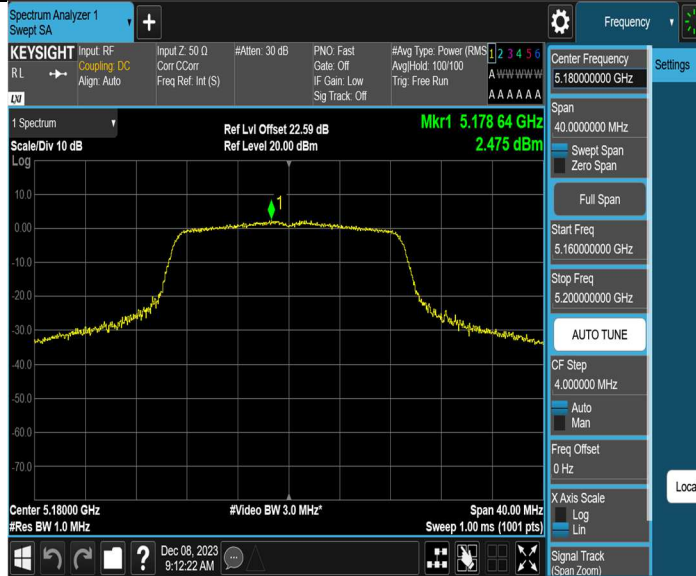 Spectrum Analyzer 1
Swept SA
+
Frequency
KEYSIGHT
RL
LXI
Input: RF
Coupling: DC
Align: Auto
Input Z: 50 Ω
Corr CCorr
Freq Ref: Int (S)
#Atten: 30 dB
PNO: Fast
Gate: Off
IF Gain: Low
Sig Track: Off
#Avg Type: Power (RMS
Avg|Hold: 100/100
Trig: Free Run
1 2 3 4 5 6
A W W W W W
A A A A A A
Center Frequency
5.180000000 GHz
Settings
Span
40.0000000 MHz
Swept Span
Zero Span
Full Span
Start Freq
5.160000000 GHz
Stop Freq
5.200000000 GHz
AUTO TUNE
CF Step
4.000000 MHz
Auto
Man
Freq Offset
0 Hz
X Axis Scale
Log
Lin
Signal Track
(Span Zoom)
Loca
1 Spectrum
Scale/Div 10 dB
Log
Ref Lvl Offset 22.59 dB
Ref Level 20.00 dBm
Mkr1 5.178 64 GHz
2.475 dBm
1
10.0
0.00
-10.0
-20.0
-30.0
-40.0
-50.0
-60.0
-70.0
Center 5.18000 GHz
#Res BW 1.0 MHz
#Video BW 3.0 MHz*
Span 40.00 MHz
Sweep 1.00 ms (1001 pts)
?
Dec 08, 2023
9:12:22 AM